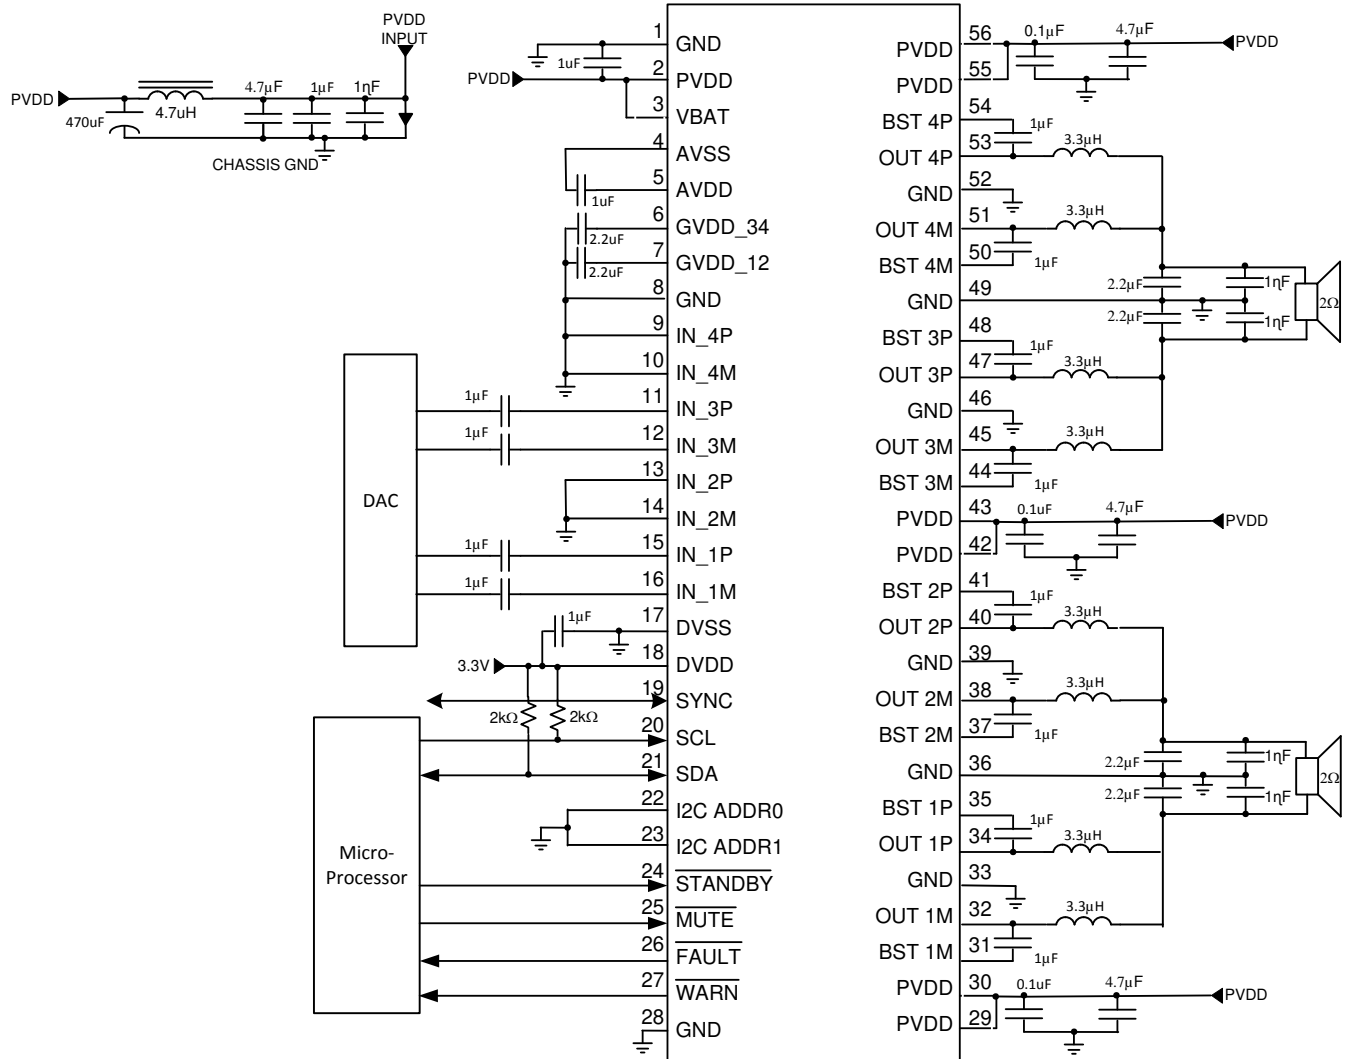 PVDD
INPUT
PVDD
470uF
4.7uH
4.7µF
1µF
1ηF
CHASSIS GND
PVDD
1uF
1uF
2.2uF
2.2uF
DAC
1µF
1µF
1µF
1µF
1µF
3.3V
2kΩ
2kΩ
Micro-
Processor
1 GND
2 PVDD
3 VBAT
4 AVSS
5 AVDD
6 GVDD_34
7 GVDD_12
8 GND
9 IN_4P
10 IN_4M
11 IN_3P
12 IN_3M
13 IN_2P
14 IN_2M
15 IN_1P
16 IN_1M
17 DVSS
18 DVDD
19 SYNC
20 SCL
21 SDA
22 I2C ADDR0
23 I2C ADDR1
24 STANDBY
25 MUTE
26 FAULT
27 WARN
28 GND
PVDD 56
PVDD 55
BST 4P 54
OUT 4P 53
GND 52
OUT 4M 51
BST 4M 50
GND 49
BST 3P 48
OUT 3P 47
GND 46
OUT 3M 45
BST 3M 44
PVDD 43
PVDD 42
BST 2P 41
OUT 2P 40
GND 39
OUT 2M 38
BST 2M 37
GND 36
BST 1P 35
OUT 1P 34
GND 33
OUT 1M 32
BST 1M 31
PVDD 30
PVDD 29
0.1µF 4.7µF PVDD
1µF
3.3µH
3.3µH
1µF
2.2µF 1ηF
2Ω
2.2µF 1ηF
1µF
3.3µH
3.3µH
1µF
0.1uF 4.7µF PVDD
1µF
3.3µH
3.3µH
1µF
2.2µF 1ηF
2Ω
2.2µF 1ηF
1µF
3.3µH
3.3µH
1µF
0.1uF 4.7µF PVDD